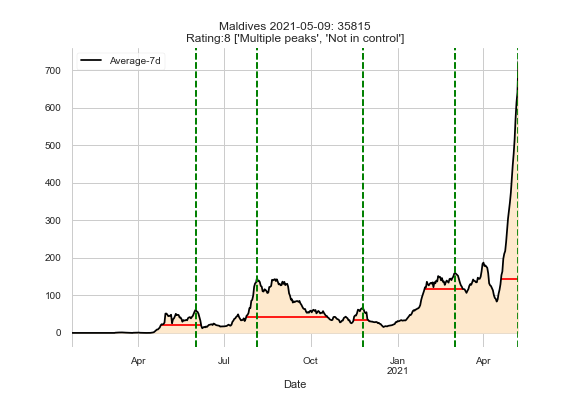 Maldives 2021-05-09: 35815
Rating:8 ['Multiple peaks', 'Not in control']
Average-7d
700
600
500
400
300
200
100
0
Apr
Jul
Oct
Jan
2021
Apr
Date